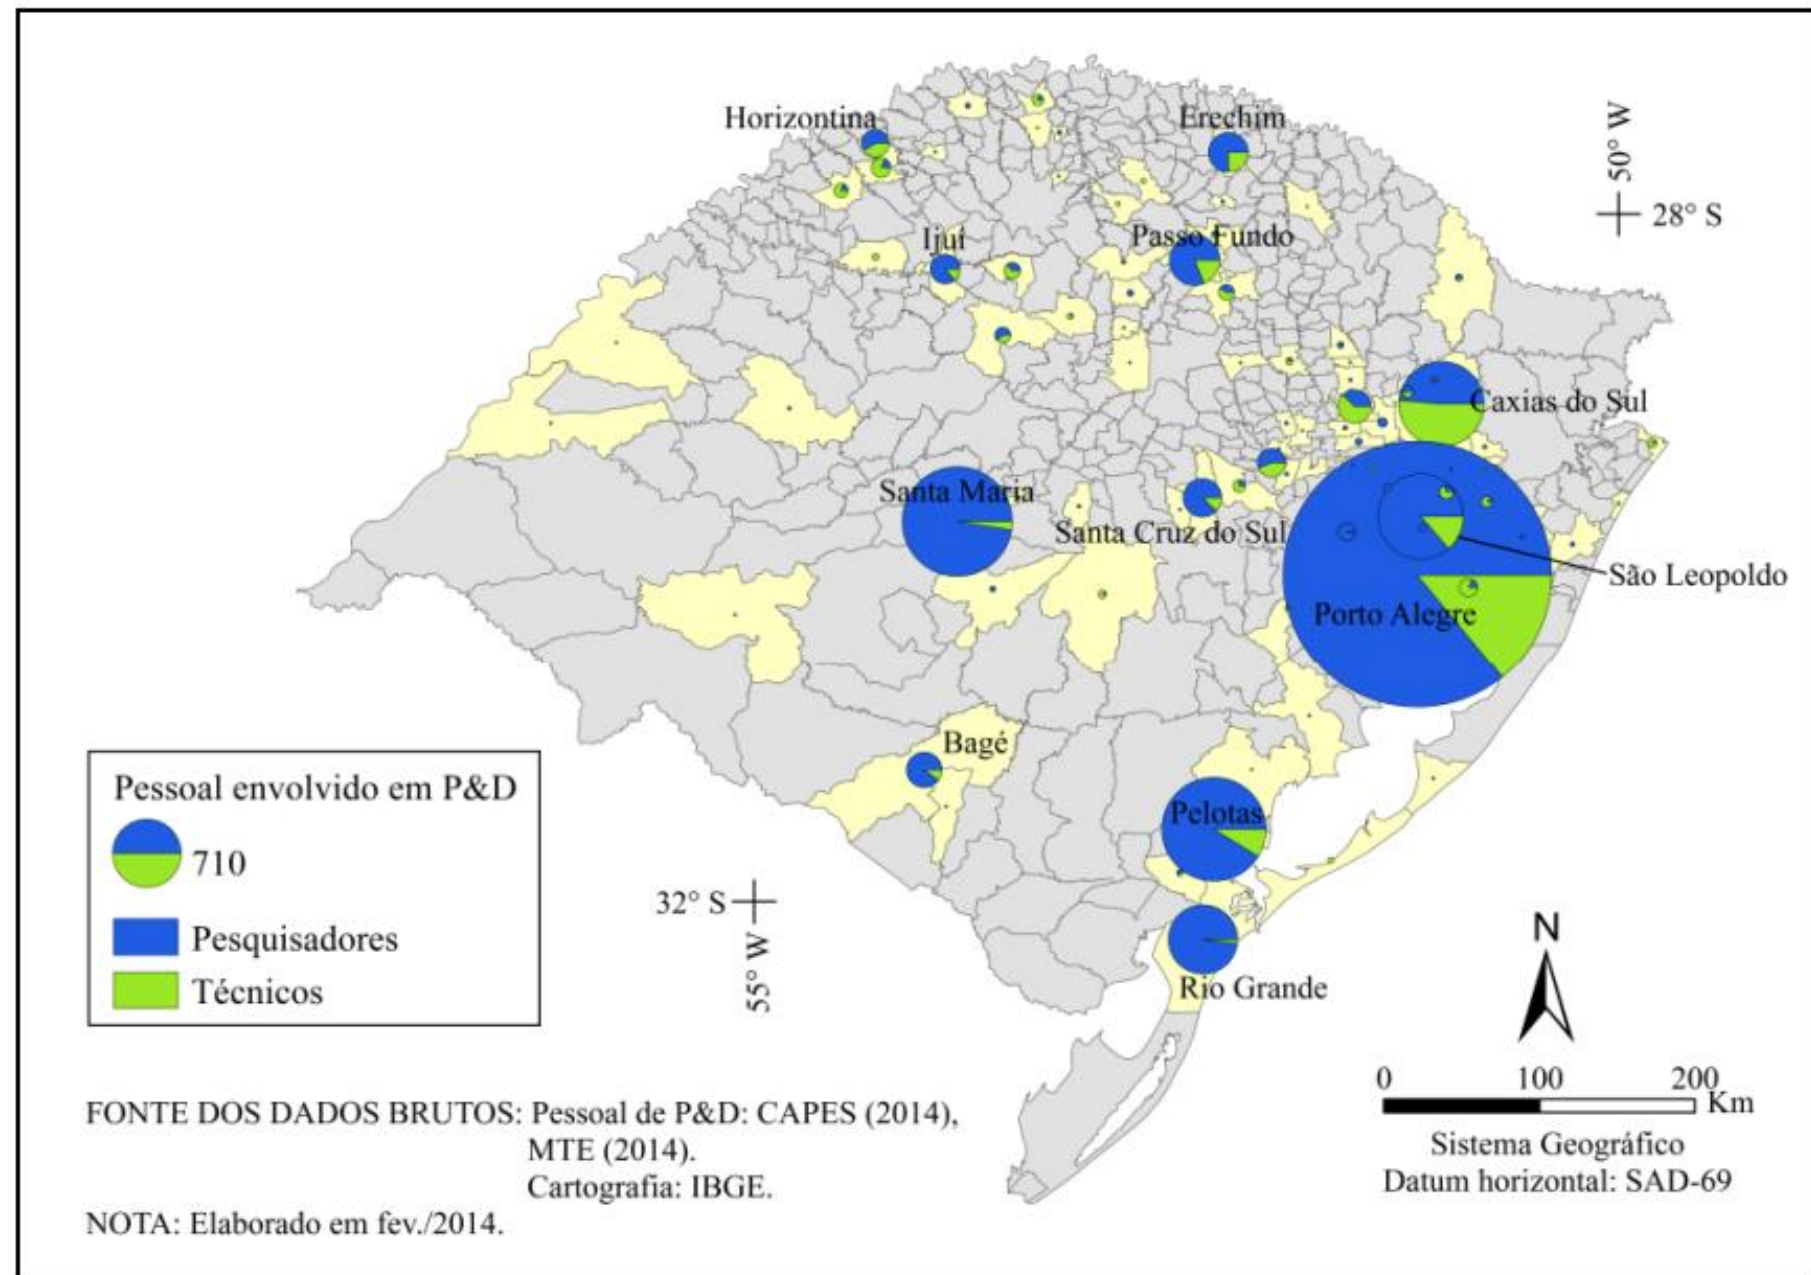 Horizontina
Erechim
50° W
28° S
Ijuí
Passo Fundo
Caxias do Sul
Santa Maria
Santa Cruz do Sul
São Leopoldo
Porto Alegre
Bagé
Pelotas
Rio Grande
32° S
55° W
Pessoal envolvido em P&D
710
Pesquisadores
Técnicos
N
0 100 200
Km
Sistema Geográfico
Datum horizontal: SAD-69
FONTE DOS DADOS BRUTOS: Pessoal de P&D: CAPES (2014),
MTE (2014).
Cartografia: IBGE.
NOTA: Elaborado em fev./2014.